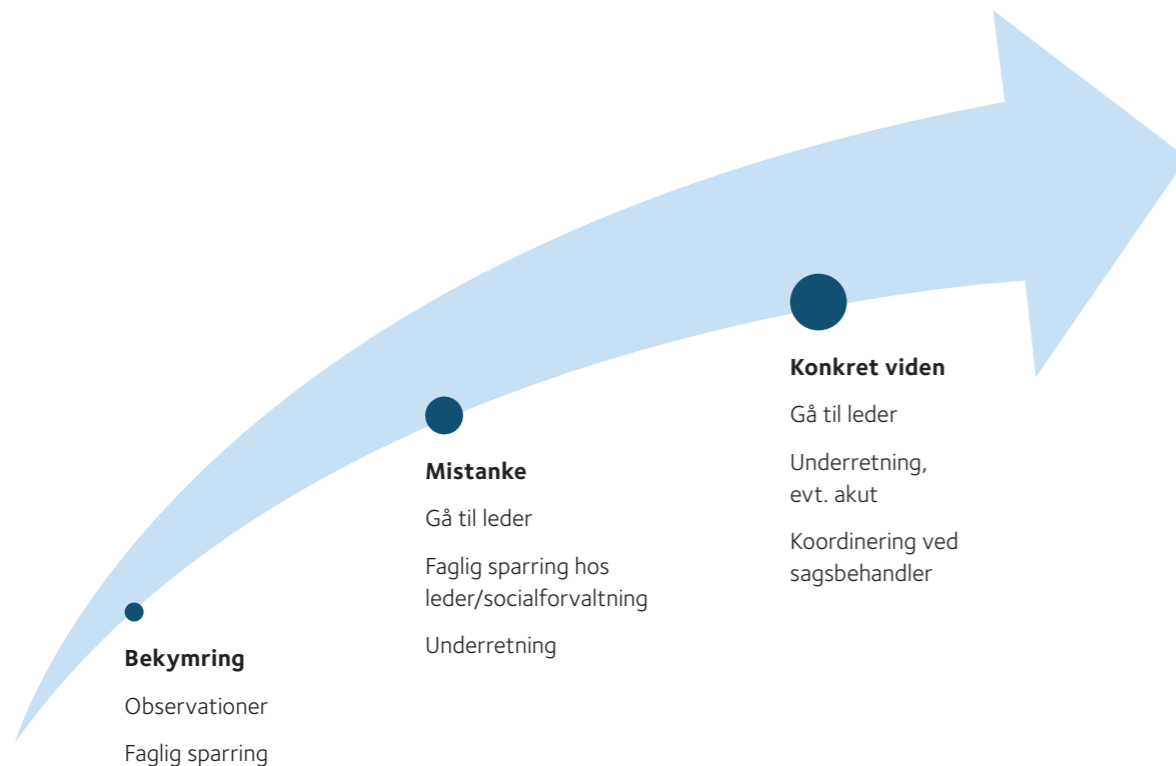 Konkret viden
Gå til leder
Underretning,
evt. akut
Koordinering ved
sagsbehandler
Mistanke
Gå til leder
Faglig sparring hos
leder/socialforvaltning
Underretning
Bekymring
Observationer
Faglig sparring